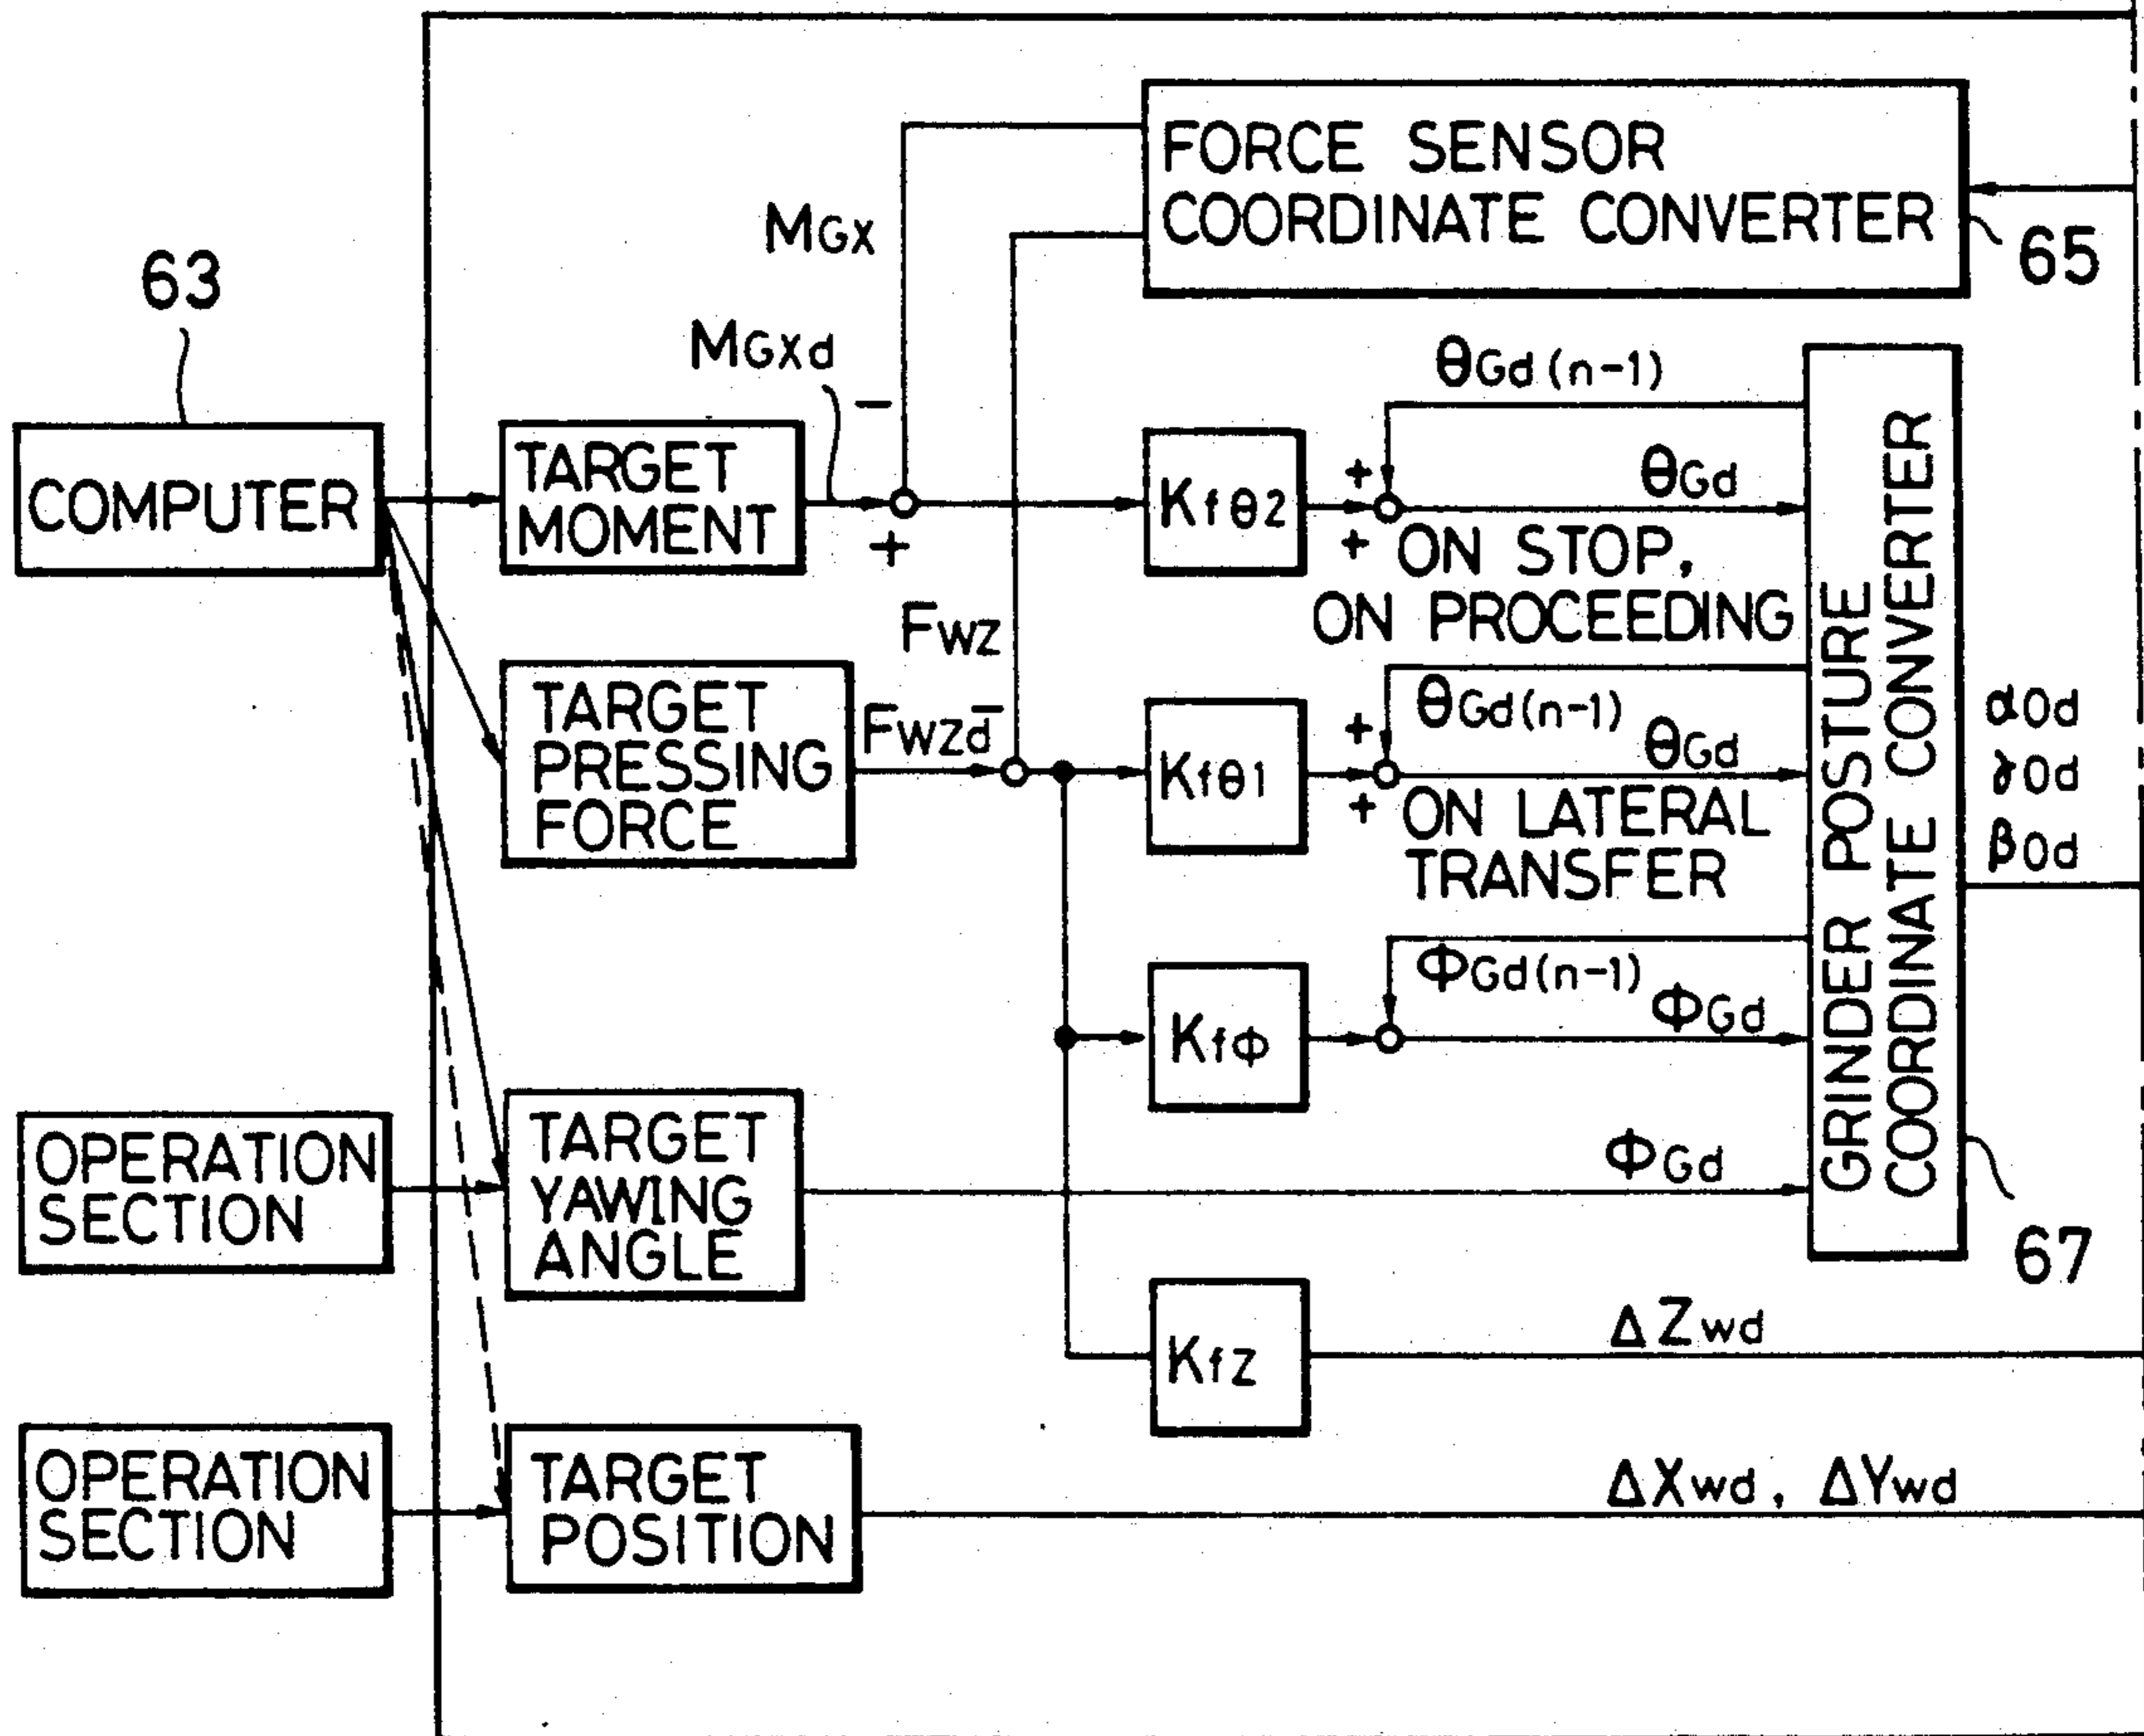 FORCE SENSOR
COORDINATE CONVERTER
65
MGX
63
MGXd
−
+
COMPUTER
TARGET
MOMENT
Kfθ2
θGd(n-1)
+
θGd
+
ON STOP,
ON PROCEEDING
FWZ
TARGET
PRESSING
FORCE
FWZd
−
Kfθ1
θGd(n-1)
+
θGd
+
ON LATERAL
TRANSFER
GRINDER POSTURE
COORDINATE CONVERTER
67
α0d
γ0d
β0d
KfΦ
ΦGd(n-1)
ΦGd
OPERATION
SECTION
TARGET
YAWING
ANGLE
ΦGd
KfZ
ΔZwd
OPERATION
SECTION
TARGET
POSITION
ΔXwd, ΔYwd